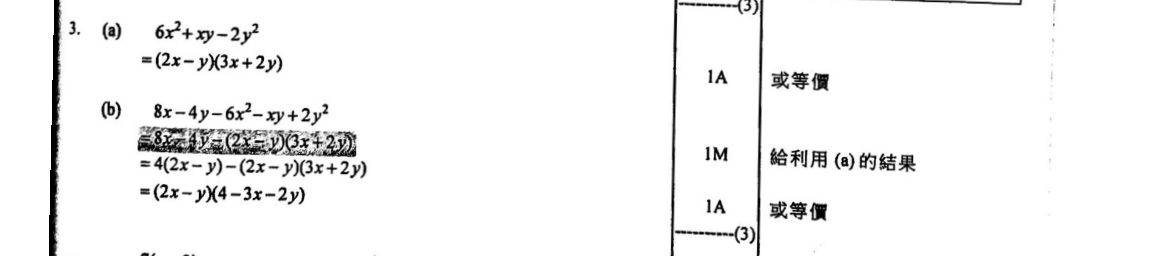 --------(3)
3. (a) 6x²+xy−2y²
=(2x−y)(3x+2y) 1A 或等價
(b) 8x−4y−6x²−xy+2y²
=8x−4y−(2x−y)(3x+2y)
=4(2x−y)−(2x−y)(3x+2y) 1M 給利用 (a) 的結果
=(2x−y)(4−3x−2y) 1A 或等價
--------(3)